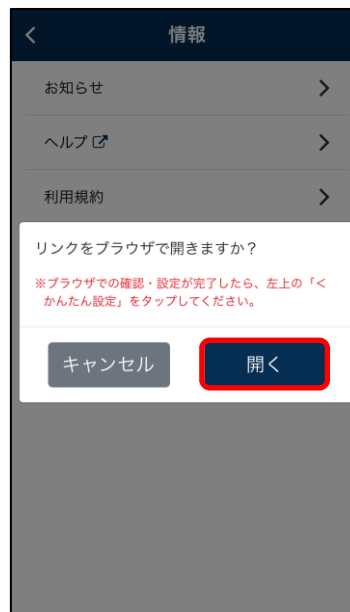 情報
お知らせ
ヘルプ
利用規約
リンクをブラウザで開きますか？
※ブラウザでの確認・設定が完了したら、左上の「<
かんたん設定」をタップしてください。
キャンセル
開く